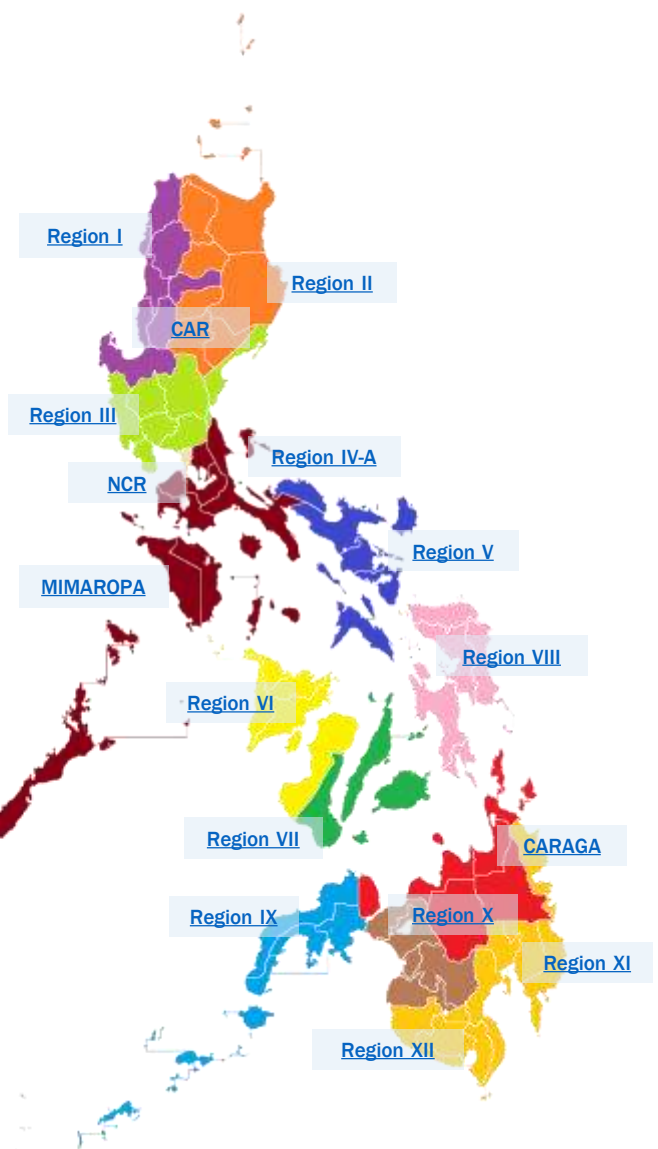 Region I
Region II
CAR
Region III
Region IV-A
NCR
Region V
MIMAROPA
Region VIII
Region VI
Region VII
CARAGA
Region IX
Region X
Region XI
Region XII